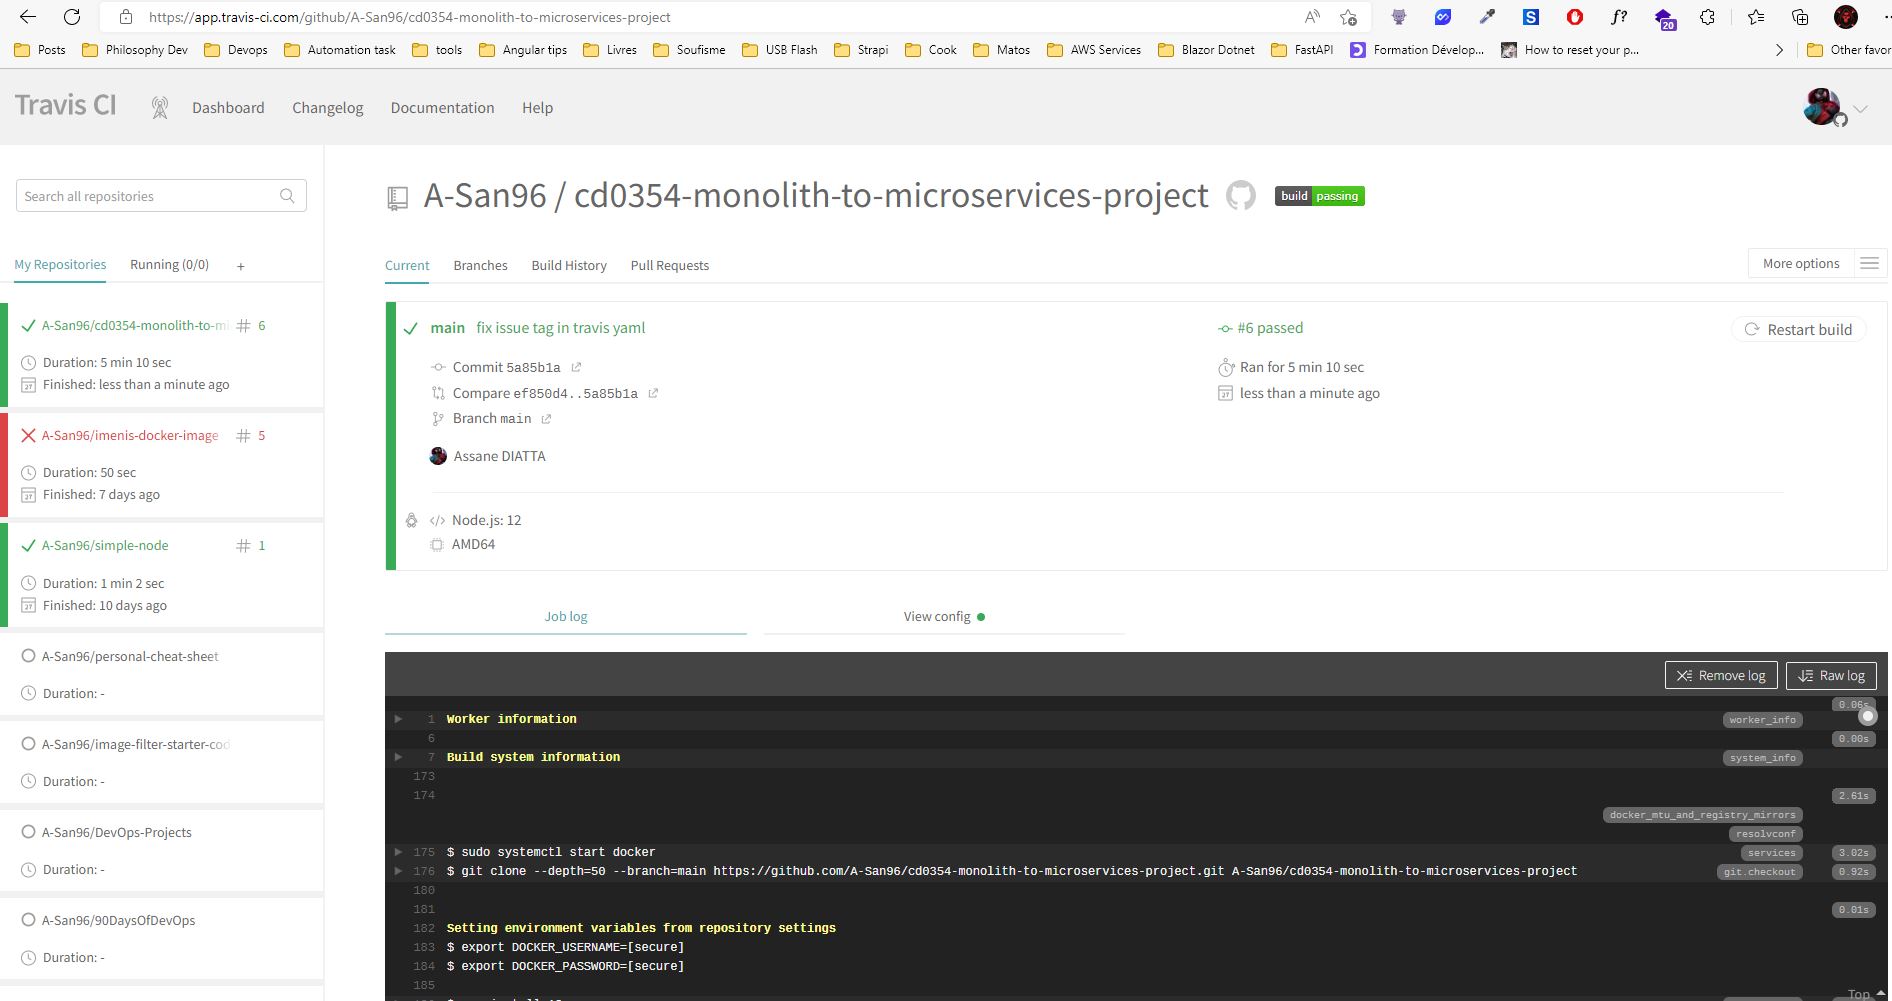 https://app.travis-ci.com/github/A-San96/cd0354-monolith-to-microservices-project
20
Posts Philosophy Dev Devops Automation task tools Angular tips Livres Soufisme USB Flash Strapi Cook Matos AWS Services Blazor Dotnet FastAPI Formation Dévelop... How to reset your p... Other favor
Travis CI Dashboard Changelog Documentation Help
Search all repositories
My Repositories Running (0/0) +
A-San96/cd0354-monolith-to-mi # 6
Duration: 5 min 10 sec
Finished: less than a minute ago
A-San96/imenis-docker-image # 5
Duration: 50 sec
Finished: 7 days ago
A-San96/simple-node # 1
Duration: 1 min 2 sec
Finished: 10 days ago
A-San96/personal-cheat-sheet
Duration: -
A-San96/image-filter-starter-cod
Duration: -
A-San96/DevOps-Projects
Duration: -
A-San96/90DaysOfDevOps
Duration: -
A-San96 / cd0354-monolith-to-microservices-project build passing
Current Branches Build History Pull Requests More options
main fix issue tag in travis yaml
Commit 5a85b1a
Compare ef850d4..5a85b1a
Branch main
Assane DIATTA
#6 passed
Ran for 5 min 10 sec
less than a minute ago
Restart build
Node.js: 12
AMD64
Job log View config
Remove log Raw log
0.06s
1 Worker information worker_info
6 0.00s
7 Build system information system_info
173
174 2.61s
docker_mtu_and_registry_mirrors
resolvconf
175 $ sudo systemctl start docker services 3.02s
176 $ git clone --depth=50 --branch=main https://github.com/A-San96/cd0354-monolith-to-microservices-project.git A-San96/cd0354-monolith-to-microservices-project git.checkout 0.92s
180
181 0.01s
182 Setting environment variables from repository settings
183 $ export DOCKER_USERNAME=[secure]
184 $ export DOCKER_PASSWORD=[secure]
185
Top